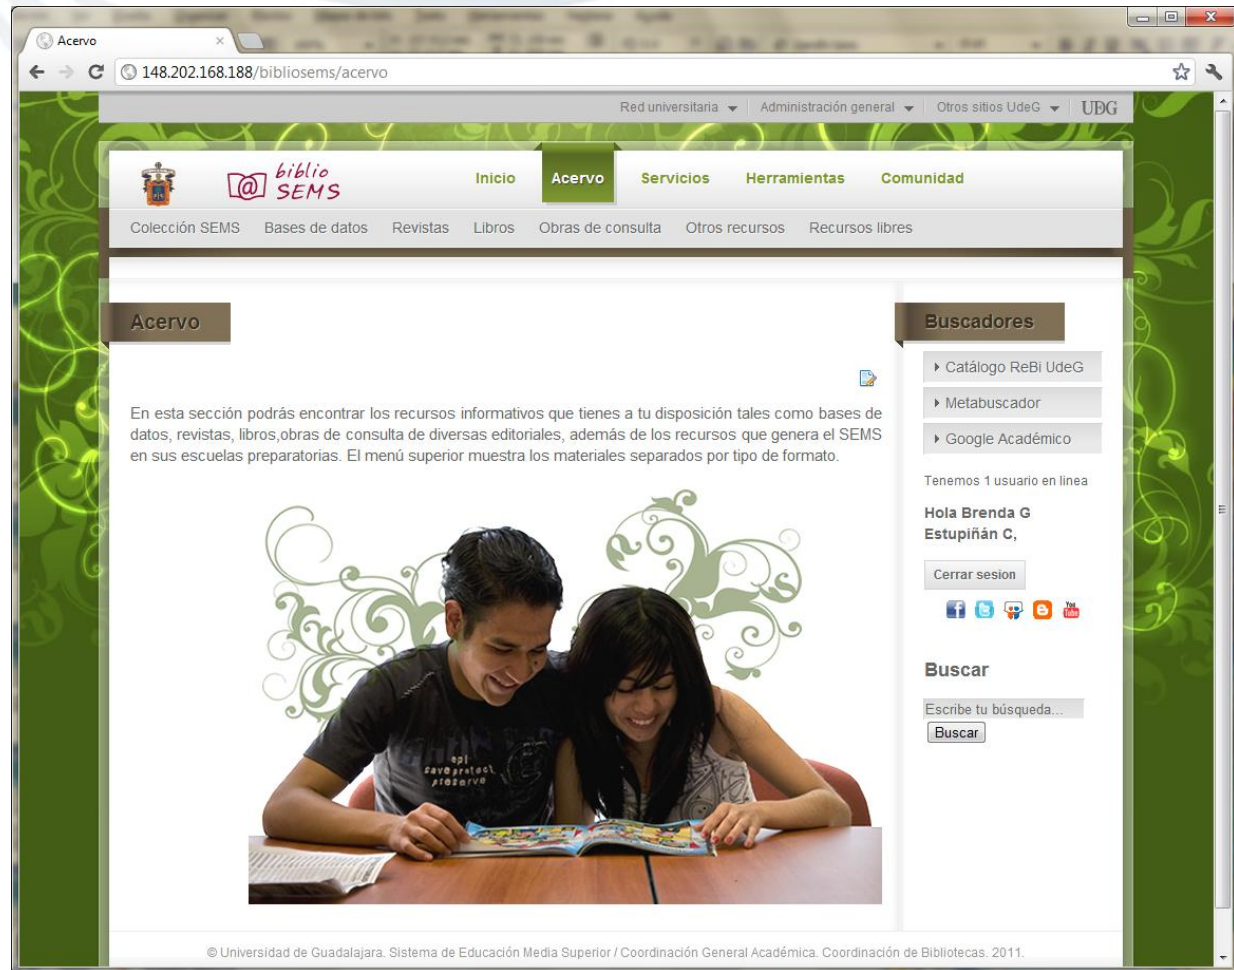 Acervo
148.202.168.188/bibliosems/acervo
Red universitaria
Administración general
Otros sitios UdeG
UDG
biblio
SEMS
Inicio
Acervo
Servicios
Herramientas
Comunidad
Colección SEMS
Bases de datos
Revistas
Libros
Obras de consulta
Otros recursos
Recursos libres
Acervo
En esta sección podrás encontrar los recursos informativos que tienes a tu disposición tales como bases de
datos, revistas, libros,obras de consulta de diversas editoriales, además de los recursos que genera el SEMS
en sus escuelas preparatorias. El menú superior muestra los materiales separados por tipo de formato.
epi
save protect
preserve
Buscadores
Catálogo ReBi UdeG
Metabuscador
Google Académico
Tenemos 1 usuario en linea
Hola Brenda G
Estupiñán C,
Cerrar sesion
You
Tube
Buscar
Escribe tu búsqueda...
Buscar
© Universidad de Guadalajara. Sistema de Educación Media Superior / Coordinación General Académica. Coordinación de Bibliotecas. 2011.